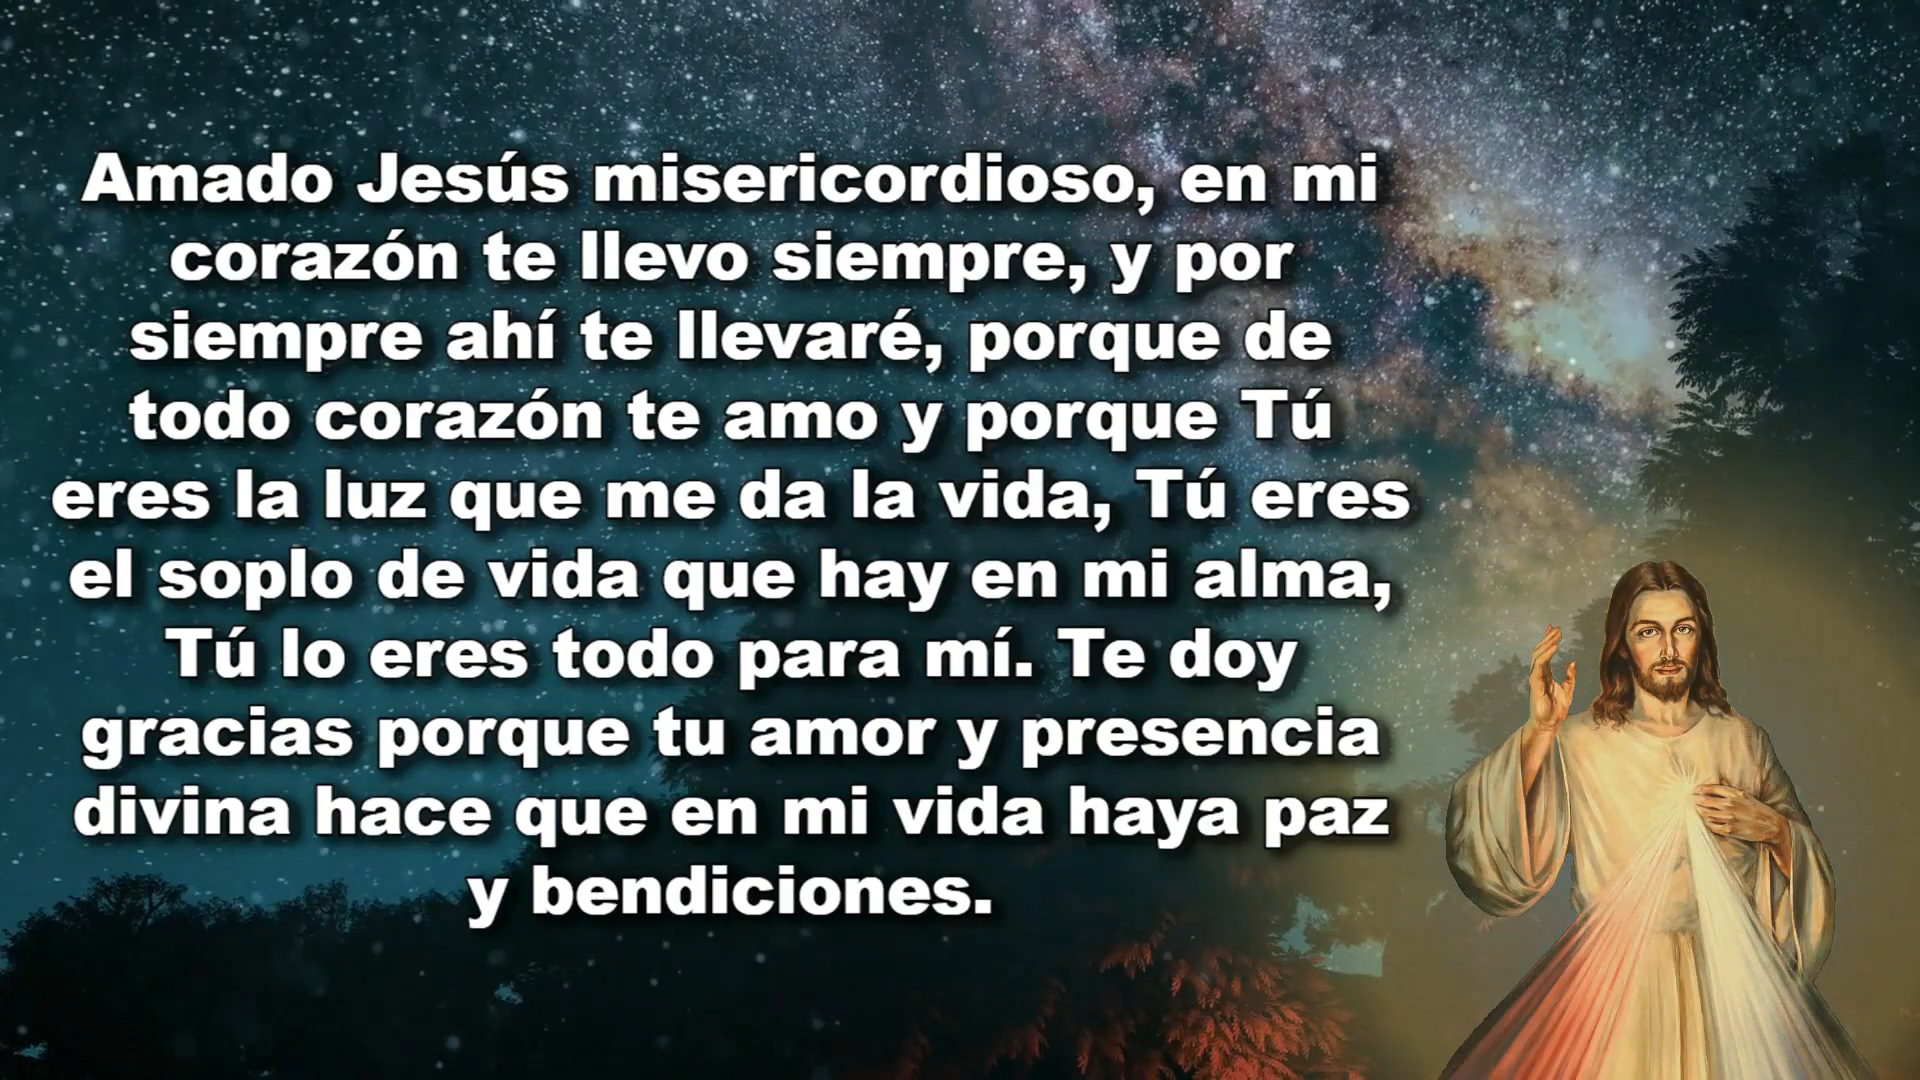 Amado Jesús misericordioso, en mi
corazón te llevo siempre, y por
siempre ahí te llevaré, porque de
todo corazón te amo y porque Tú
eres la luz que me da la vida, Tú eres
el soplo de vida que hay en mi alma,
Tú lo eres todo para mí. Te doy
gracias porque tu amor y presencia
divina hace que en mi vida haya paz
y bendiciones.